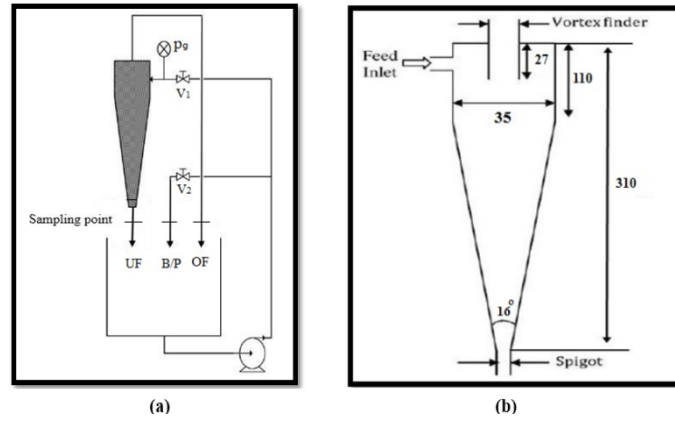 Pg
V1
V2
Sampling point
UF
B/P
OF
(a)
Vortex finder
Feed
Inlet
27
110
35
310
16°
Spigot
(b)